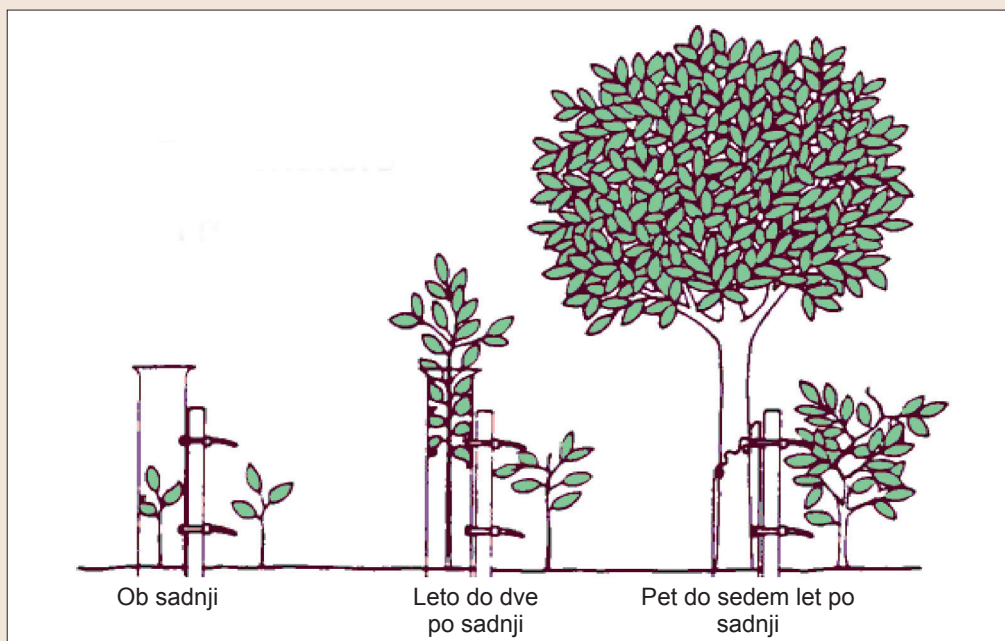 Ob sadnji
Leto do dve
po sadnji
Pet do sedem let po
sadnji